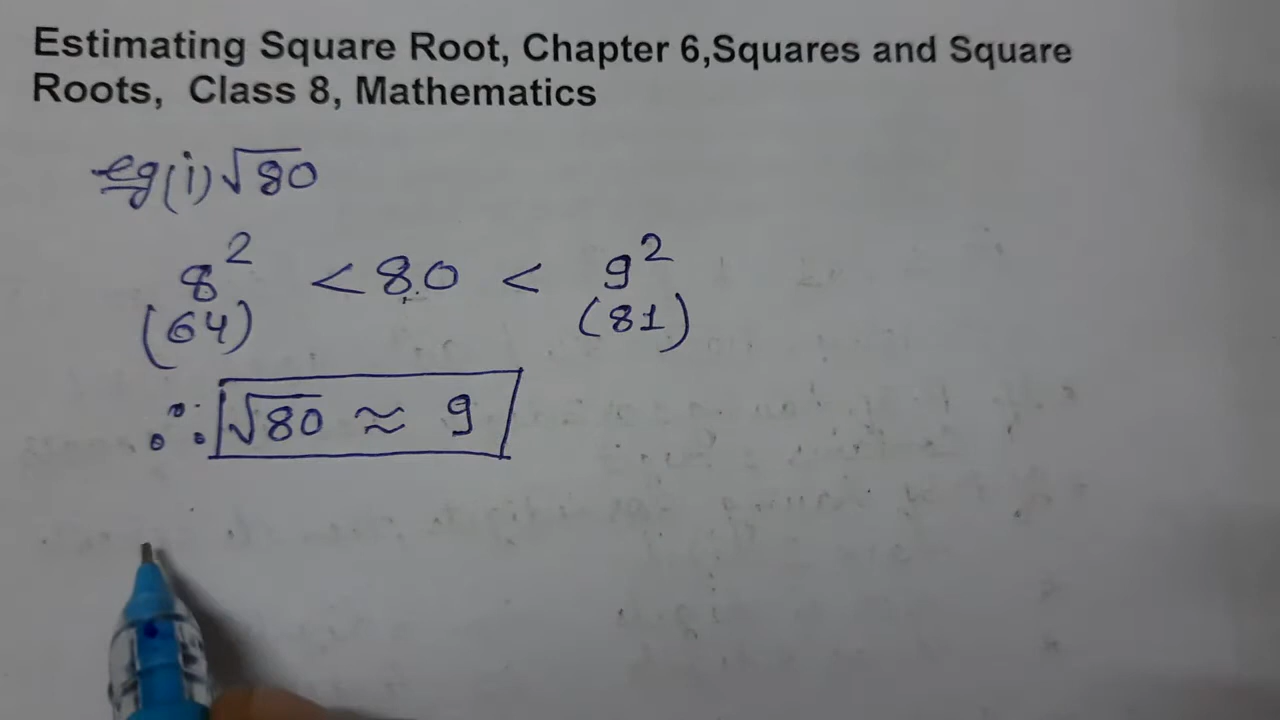 Estimating Square Root, Chapter 6,Squares and Square
Roots, Class 8, Mathematics
eg(i)√80
8² < 80 < 9²
(64) (81)
∴ √80 ≈ 9